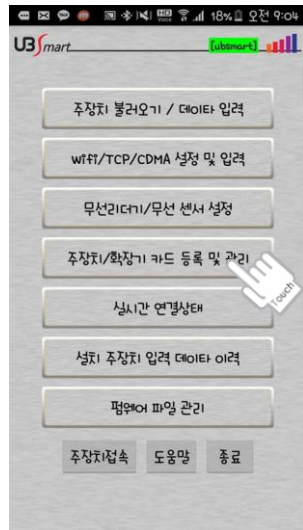 HD Voice 18% 오전 9:04
UBSmart [ubsmart]
주장치 불러오기 / 데이타 입력
wifi/TCP/CDMA 설정 및 입력
무선리더기/무선 센서 설정
주장치/확장기 카드 등록 및 관리
Touch
실시간 연결상태
설치 주장치 입력 데이타 이력
펌웨어 파일 관리
주장치접속 도움말 종료